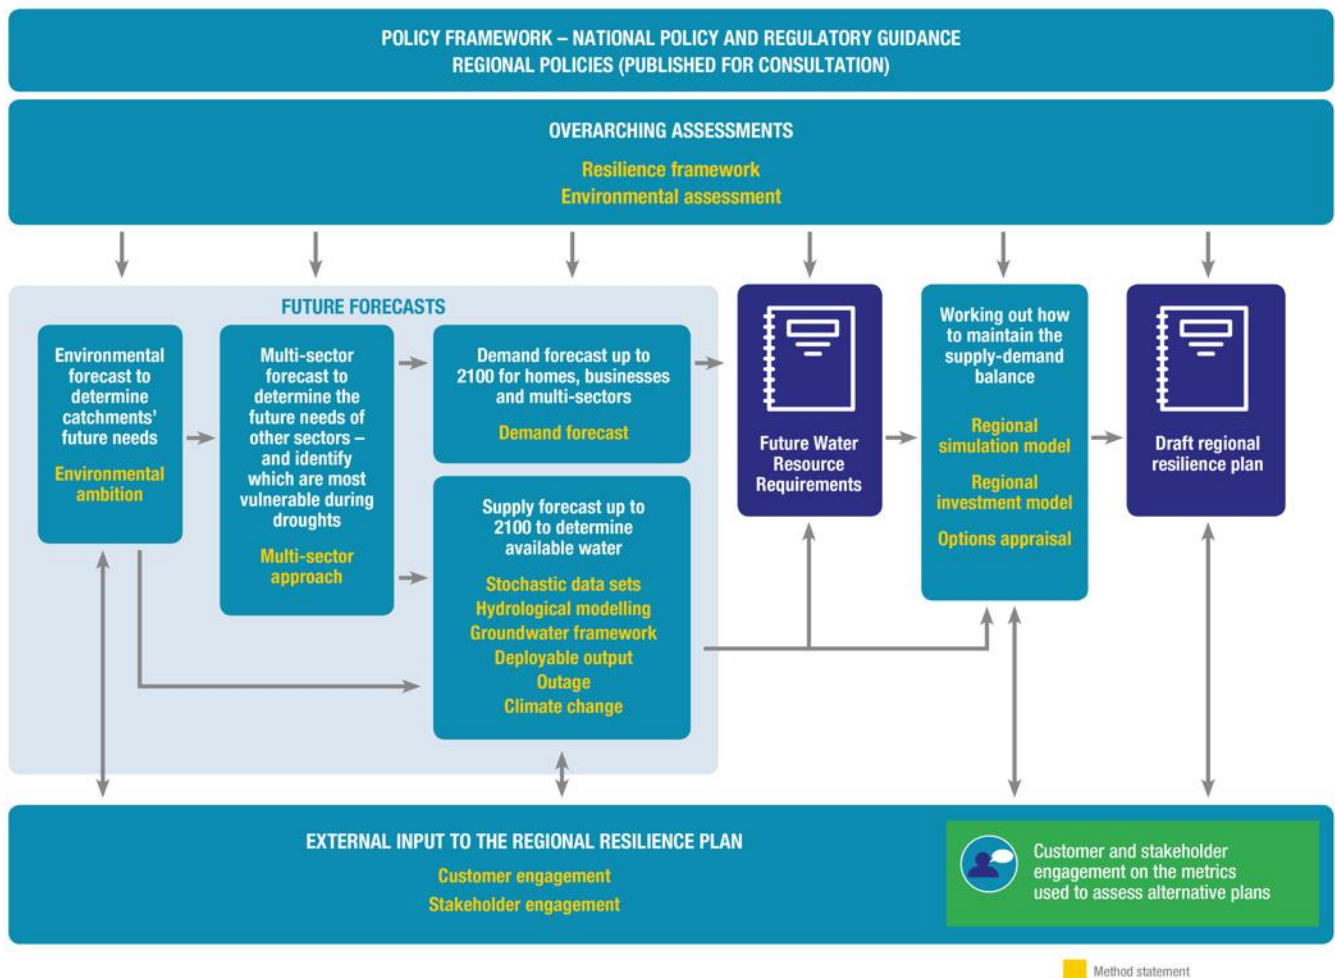 POLICY FRAMEWORK – NATIONAL POLICY AND REGULATORY GUIDANCE
REGIONAL POLICIES (PUBLISHED FOR CONSULTATION)
OVERARCHING ASSESSMENTS
Resilience framework
Environmental assessment
FUTURE FORECASTS
Environmental
forecast to
determine
catchments’
future needs
Environmental
ambition
Multi-sector
forecast to
determine the
future needs of
other sectors –
and identify
which are most
vulnerable during
droughts
Multi-sector
approach
Demand forecast up to
2100 for homes, businesses
and multi-sectors
Demand forecast
Supply forecast up to
2100 to determine
available water
Stochastic data sets
Hydrological modelling
Groundwater framework
Deployable output
Outage
Climate change
Future Water
Resource
Requirements
Working out how
to maintain the
supply-demand
balance
Regional
simulation model
Regional
investment model
Options appraisal
Draft regional
resilience plan
EXTERNAL INPUT TO THE REGIONAL RESILIENCE PLAN
Customer engagement
Stakeholder engagement
Customer and stakeholder
engagement on the metrics
used to assess alternative plans
Method statement